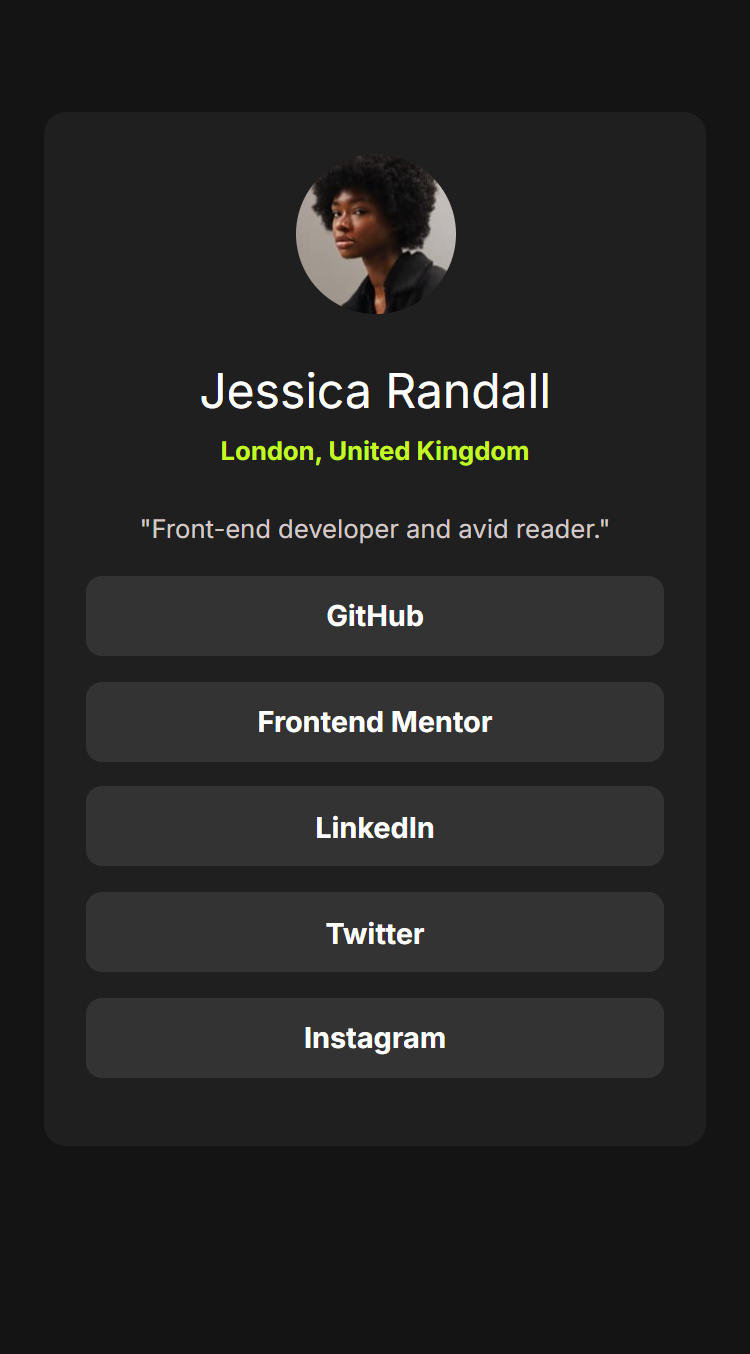 Jessica Randall
London, United Kingdom
"Front-end developer and avid reader."
GitHub
Frontend Mentor
LinkedIn
Twitter
Instagram